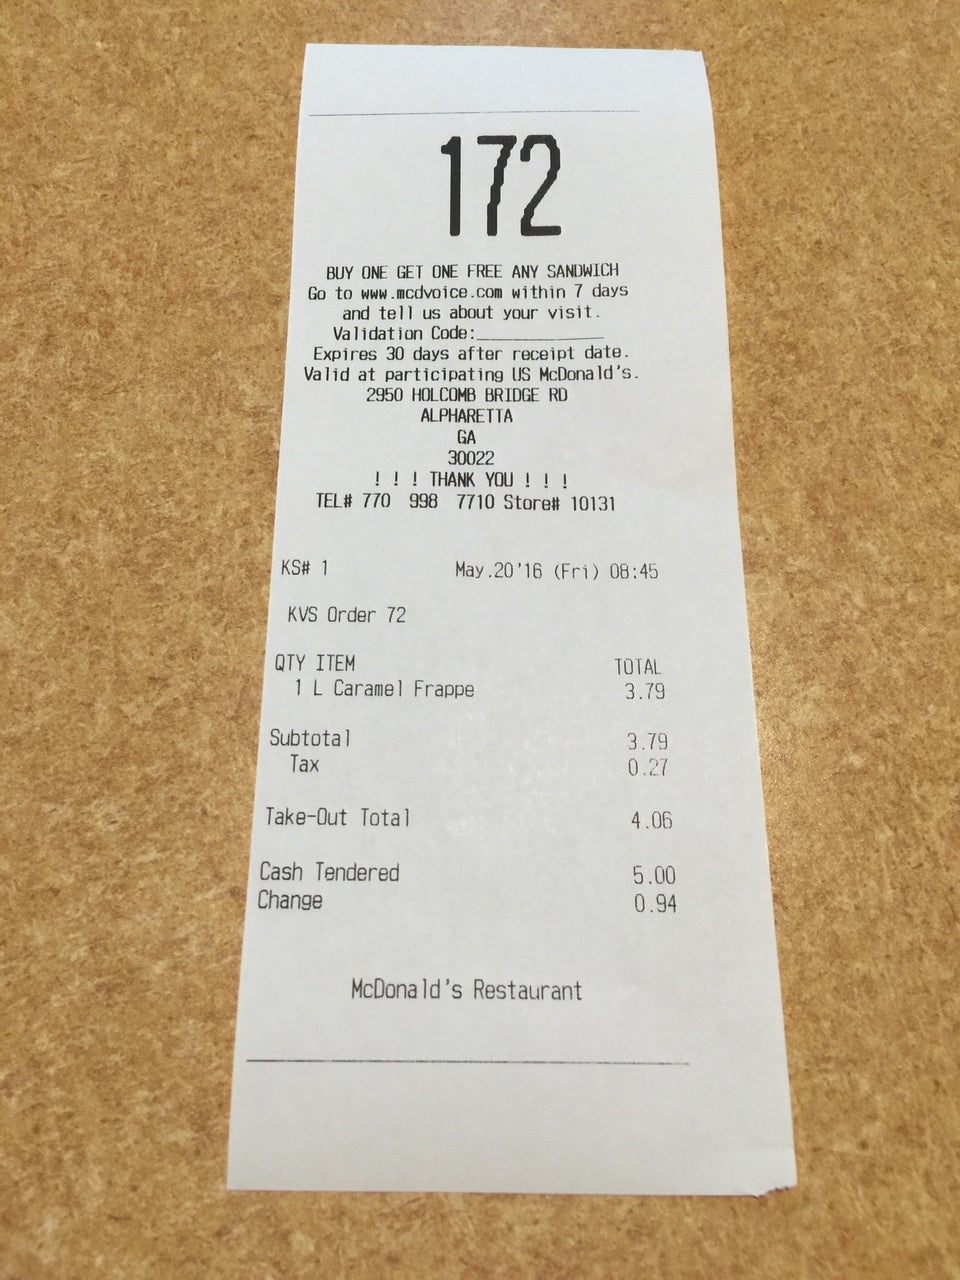 172
BUY ONE GET ONE FREE ANY SANDWICH
Go to www.mcdvoice.com within 7 days
and tell us about your visit.
Validation Code:______________
Expires 30 days after receipt date.
Valid at participating US McDonald's.
2950 HOLCOMB BRIDGE RD
ALPHARETTA
GA
30022
! ! ! THANK YOU ! ! !
TEL# 770 998 7710 Store# 10131
KS# 1 May.20'16 (Fri) 08:45
KVS Order 72
QTY ITEM TOTAL
1 L Caramel Frappe 3.79
Subtotal 3.79
Tax 0.27
Take-Out Total 4.06
Cash Tendered 5.00
Change 0.94
McDonald's Restaurant